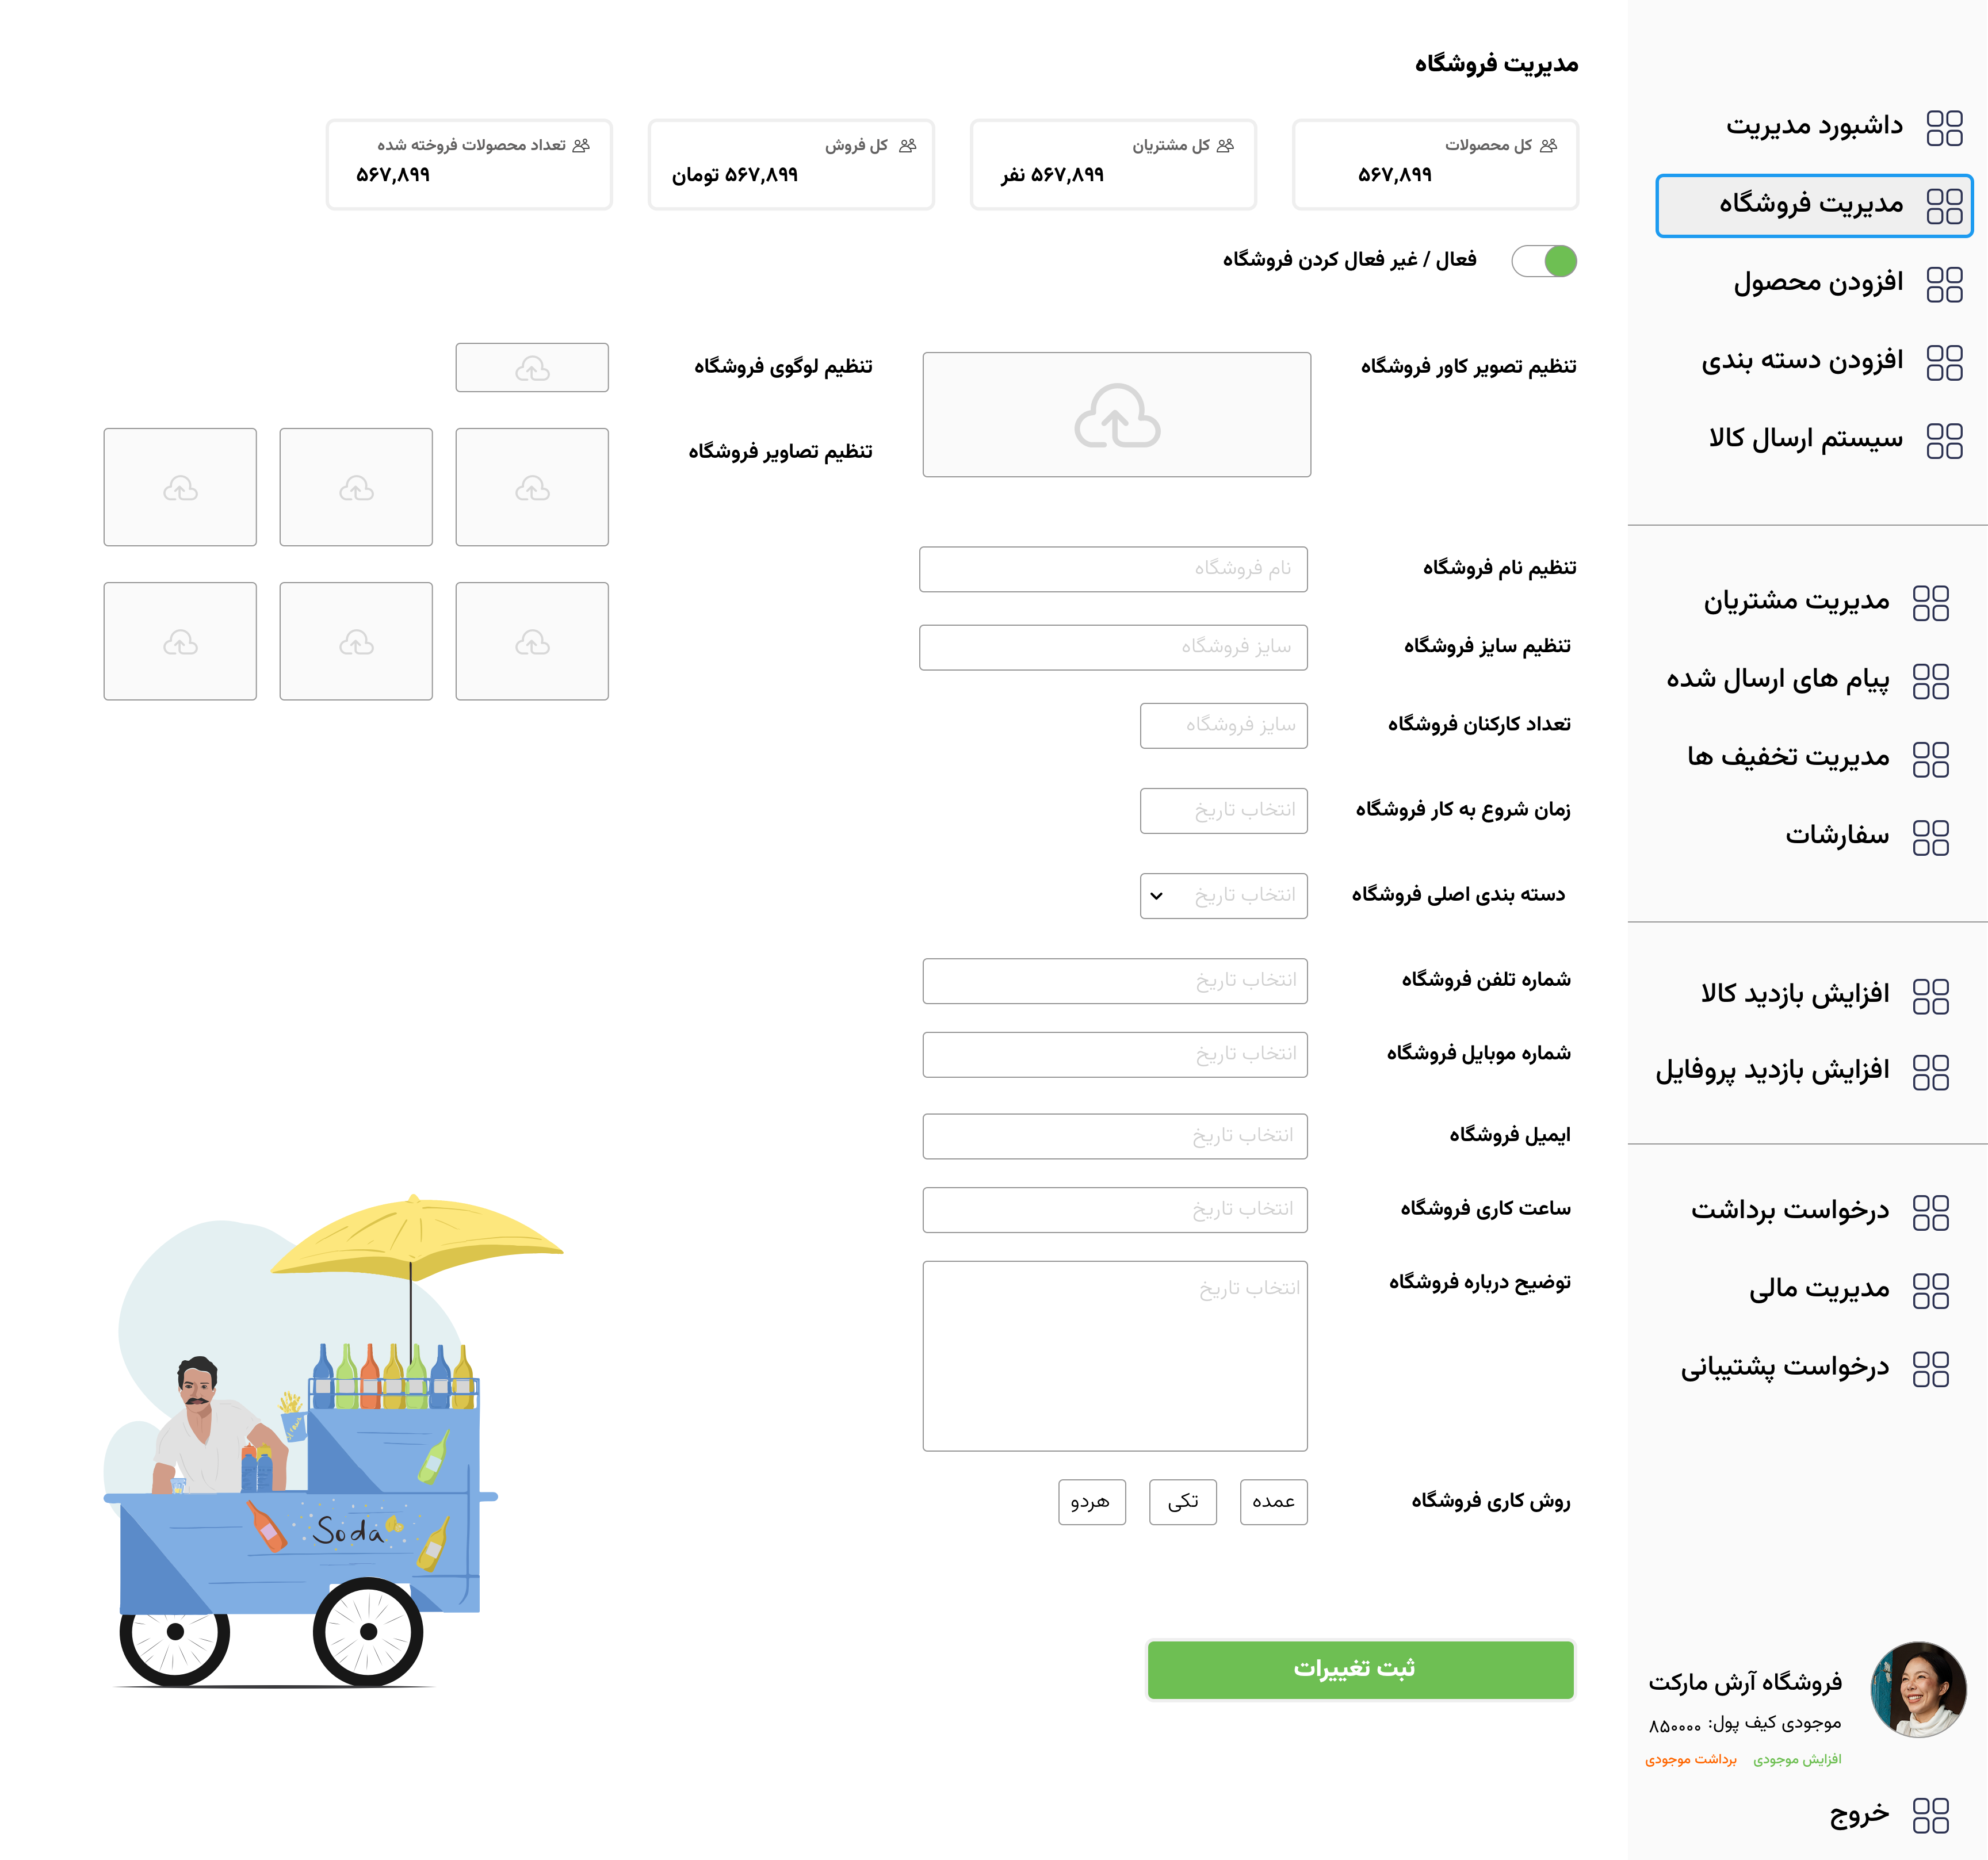 داشبورد مدیریت
مدیریت فروشگاه
افزودن محصول
افزودن دسته بندی
سیستم ارسال کالا
مدیریت مشتریان
پیام های ارسال شده
مدیریت تخفیف ها
سفارشات
افزایش بازدید کالا
افزایش بازدید پروفایل
درخواست برداشت
مدیریت مالی
درخواست پشتیبانی
فروشگاه آرش مارکت
موجودی کیف پول: ۸۵۰۰۰۰
افزایش موجودی برداشت موجودی
خروج
مدیریت فروشگاه
کل محصولات
۵۶۷,۸۹۹
کل مشتریان
۵۶۷,۸۹۹ نفر
کل فروش
۵۶۷,۸۹۹ تومان
تعداد محصولات فروخته شده
۵۶۷,۸۹۹
فعال / غیر فعال کردن فروشگاه
تنظیم تصویر کاور فروشگاه
تنظیم لوگوی فروشگاه
تنظیم تصاویر فروشگاه
تنظیم نام فروشگاه
نام فروشگاه
تنظیم سایز فروشگاه
سایز فروشگاه
تعداد کارکنان فروشگاه
سایز فروشگاه
زمان شروع به کار فروشگاه
انتخاب تاریخ
دسته بندی اصلی فروشگاه
انتخاب تاریخ
شماره تلفن فروشگاه
انتخاب تاریخ
شماره موبایل فروشگاه
انتخاب تاریخ
ایمیل فروشگاه
انتخاب تاریخ
ساعت کاری فروشگاه
انتخاب تاریخ
توضیح درباره فروشگاه
انتخاب تاریخ
روش کاری فروشگاه
عمده
تکی
هردو
Soda
ثبت تغییرات